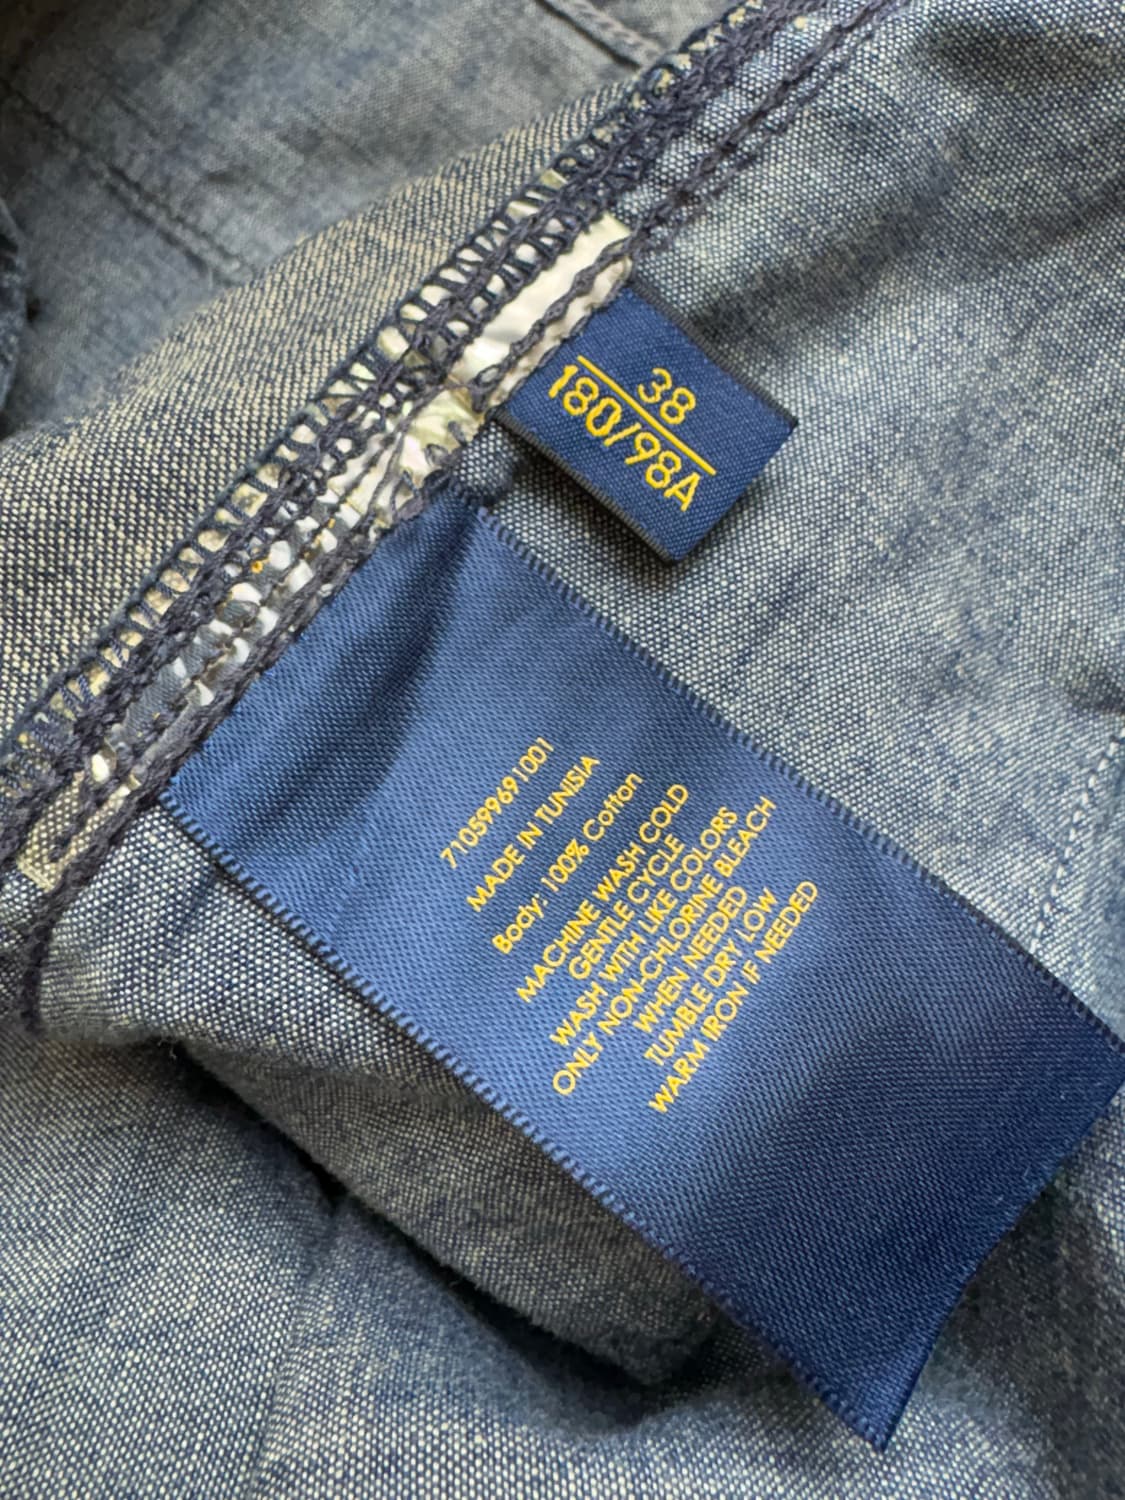 38
180/98A
710599691001
MADE IN TUNISIA
Body: 100% Cotton
MACHINE WASH COLD
GENTLE CYCLE
WASH WITH LIKE COLORS
ONLY NON-CHLORINE BLEACH
WHEN NEEDED
TUMBLE DRY LOW
WARM IRON IF NEEDED